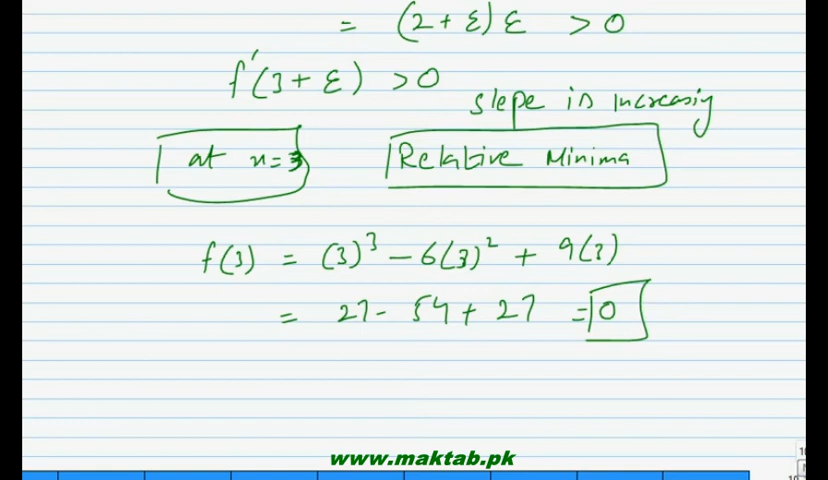 = (2 + ε) ε > 0
f'(3 + ε) > 0
slope is increasing
at x=3 Relative Minima
f(3) = (3)³ - 6(3)² + 9(3)
= 27 - 54 + 27 = 0
www.maktab.pk